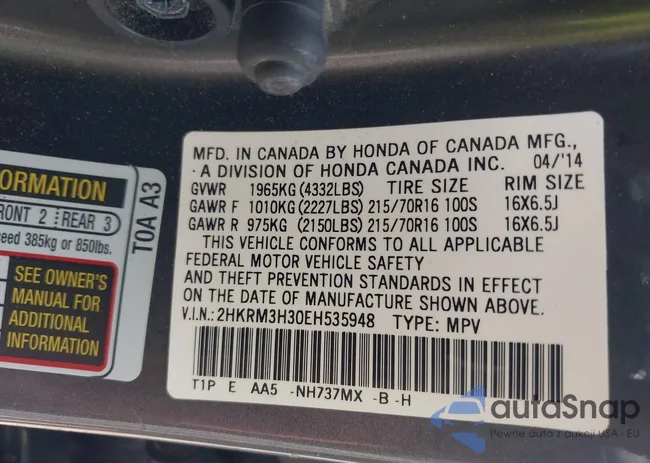 ORMATION
RONT 2 REAR 3
eed 385kg or 850lbs.
SEE OWNER'S
MANUAL FOR
ADDITIONAL
INFORMATION
TOA A3
MFD. IN CANADA BY HONDA OF CANADA MFG.,
A DIVISION OF HONDA CANADA INC. 04/'14
GVWR 1965KG (4332LBS) TIRE SIZE RIM SIZE
GAWR F 1010KG (2227LBS) 215/70R16 100S 16X6.5J
GAWR R 975KG (2150LBS) 215/70R16 100S 16X6.5J
THIS VEHICLE CONFORMS TO ALL APPLICABLE
FEDERAL MOTOR VEHICLE SAFETY
AND THEFT PREVENTION STANDARDS IN EFFECT
ON THE DATE OF MANUFACTURE SHOWN ABOVE.
V.I.N.: 2HKRM3H30EH535948 TYPE: MPV
T1P E AA5 -NH737MX -B -H
autoSnap
Pewne auta z aukcji USA i EU